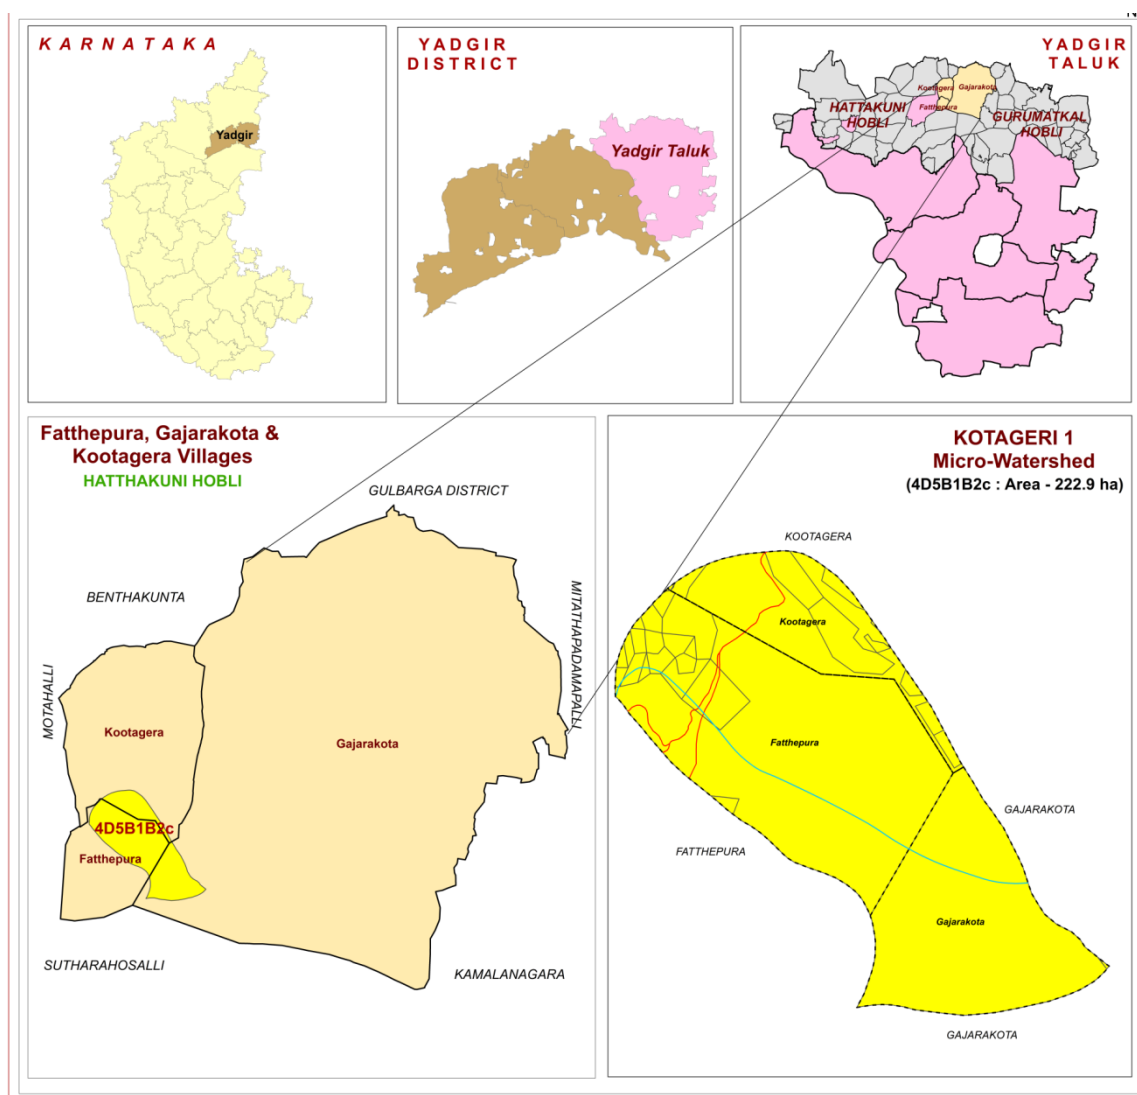 N
KARNATAKA
Yadgir
YADGIR
DISTRICT
Yadgir Taluk
YADGIR
TALUK
Kootagera
Gajarakota
Fatthepura
HATTAKUNI
HOBLI
GURUMATKAL
HOBLI
Fatthepura, Gajarakota &
Kootagera Villages
HATTHAKUNI HOBLI
GULBARGA DISTRICT
BENTHAKUNTA
MITATHAPADAMAPALLI
MOTAHALLI
Kootagera
Gajarakota
4D5B1B2c
Fatthepura
SUTHARAHOSALLI
KAMALANAGARA
KOTAGERI 1
Micro-Watershed
(4D5B1B2c : Area - 222.9 ha)
KOOTAGERA
Kootagera
Fatthepura
GAJARAKOTA
FATTHEPURA
Gajarakota
GAJARAKOTA